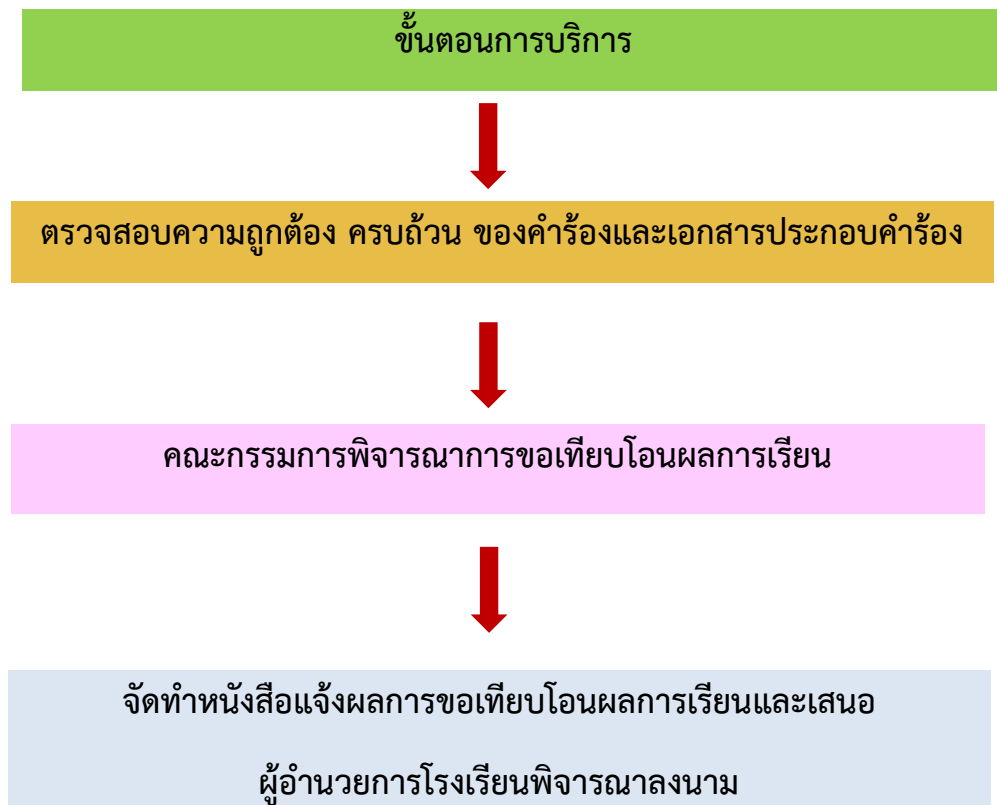 ขั้นตอนการบริการ
ตรวจสอบความถูกต้อง ครบถ้วน ของคำร้องและเอกสารประกอบคำร้อง
คณะกรรมการพิจารณาการขอเทียบโอนผลการเรียน
จัดทำหนังสือแจ้งผลการขอเทียบโอนผลการเรียนและเสนอ
ผู้อำนวยการโรงเรียนพิจารณาลงนาม